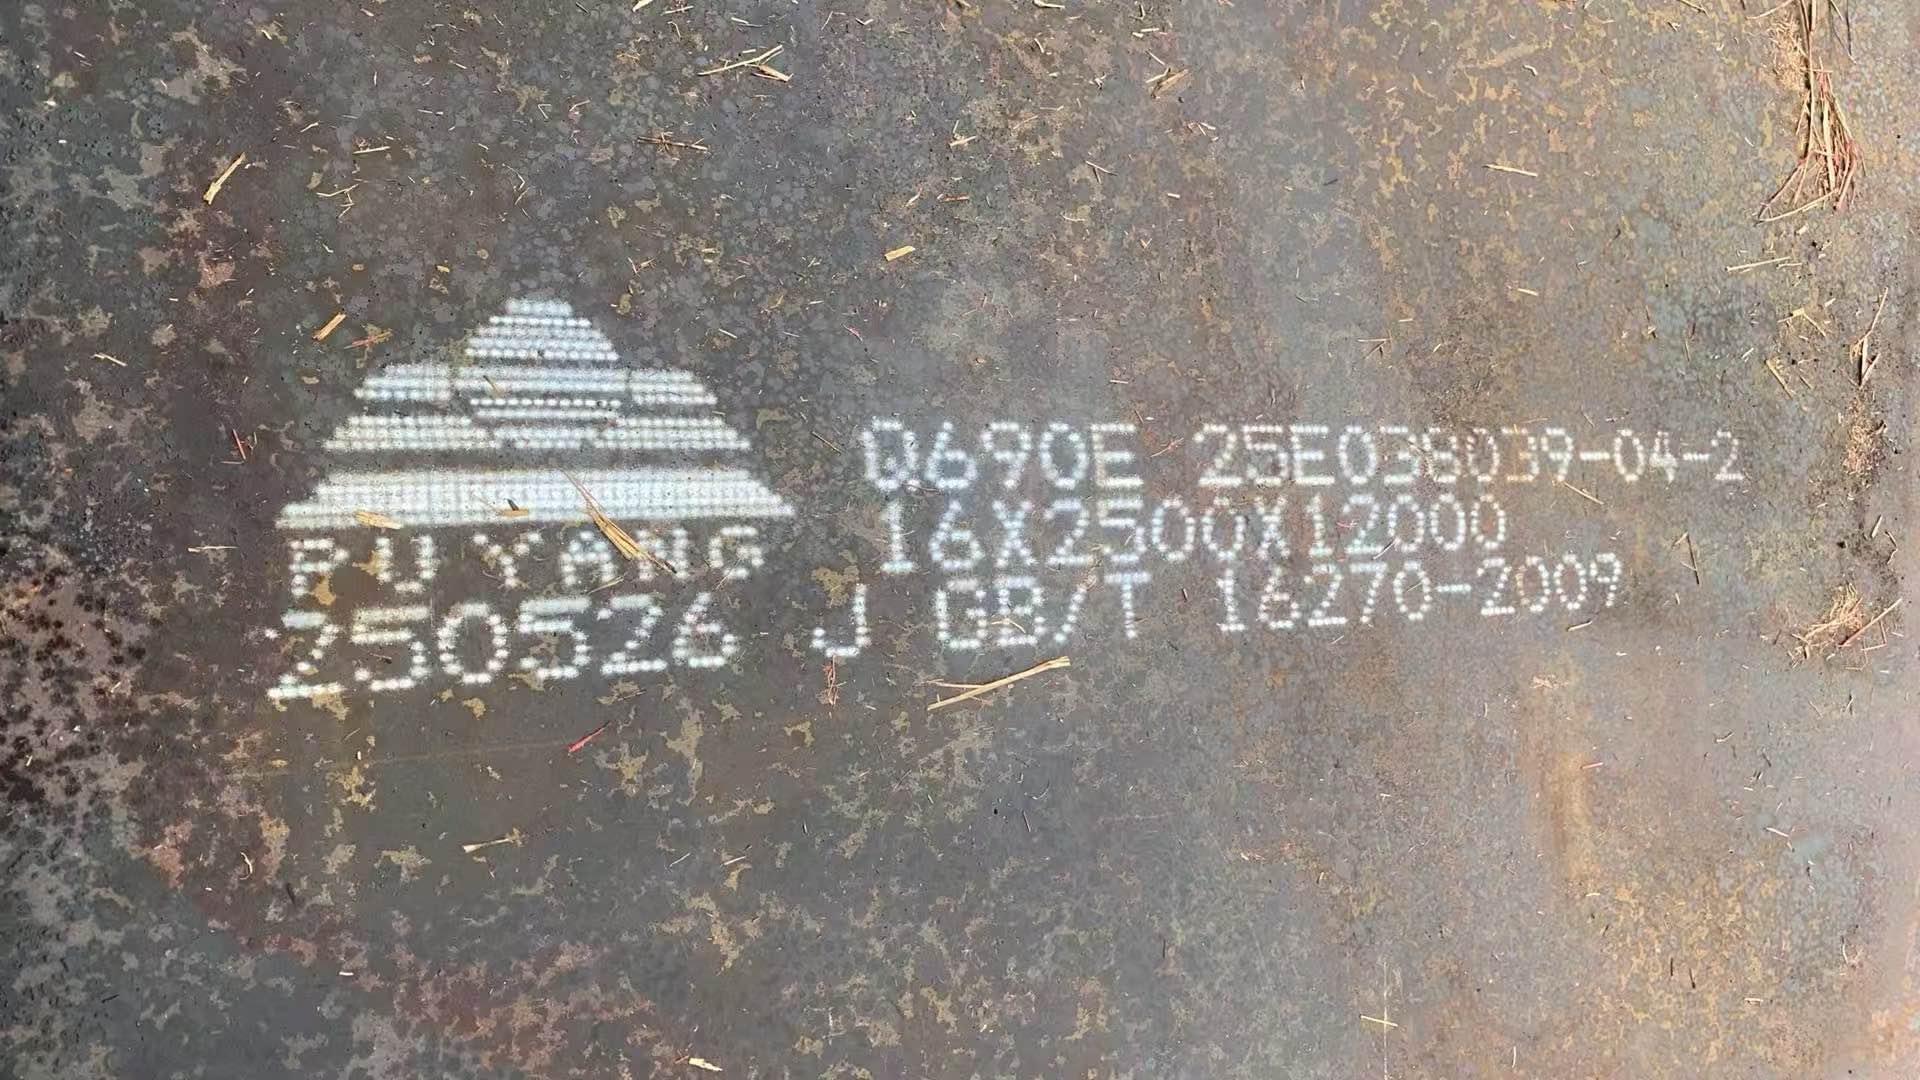 Q690E 25E038039-04-2
16X2500X12000
PUYANG
250526 J GB/T 16270-2009